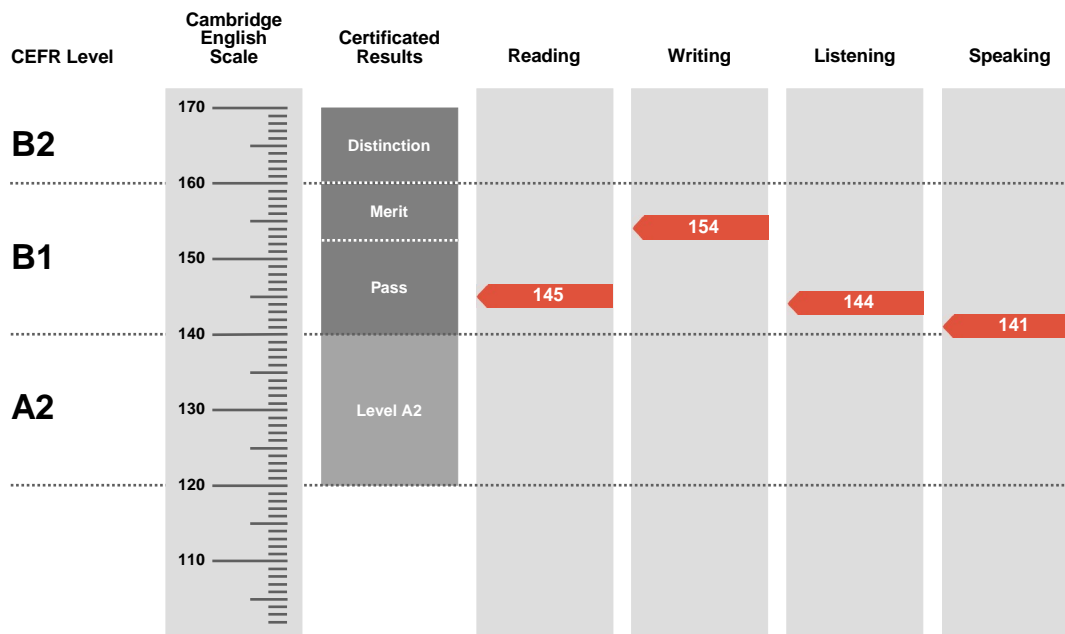 CEFR Level
Cambridge
English
Scale
Certificated
Results
Reading
Writing
Listening
Speaking
170
B2
Distinction
160
Merit
154
B1
150
Pass
145
144
141
140
A2
130
Level A2
120
110